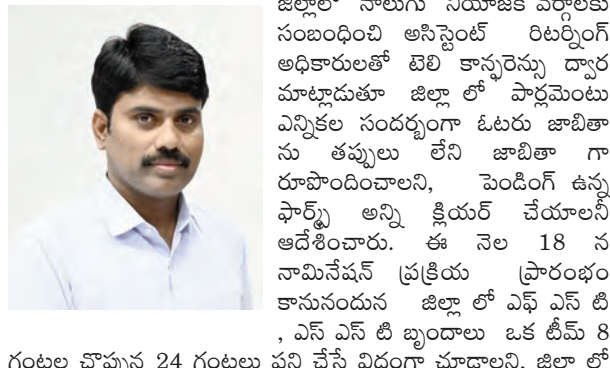 జిల్లాలో నాలుగు నియోజక వర్గాలకు
సంబంధించి అసిస్టెంట్ రిటర్నింగ్
అధికారులతో టెలి కాన్ఫరెన్సు ద్వార
మాట్లాడుతూ జిల్లా లో పార్లమెంటు
ఎన్నికల సందర్భంగా ఓటరు జాబితా
ను తప్పులు లేని జాబితా గా
రూపొందించాలని, పెండింగ్ ఉన్న
ఫార్మ్స్ అన్ని క్లియర్ చేయాలనీ
ఆదేశించారు. ఈ నెల 18 న
నామినేషన్ ప్రక్రియ ప్రారంభం
కానునందున జిల్లా లో ఎఫ్ ఎస్ టి
, ఎస్ ఎస్ టి బృందాలు ఒక టీమ్ 8
గంటల చొప్పున 24 గంటలు పని చేసే విధంగా చూడాలని, జిల్లా లో